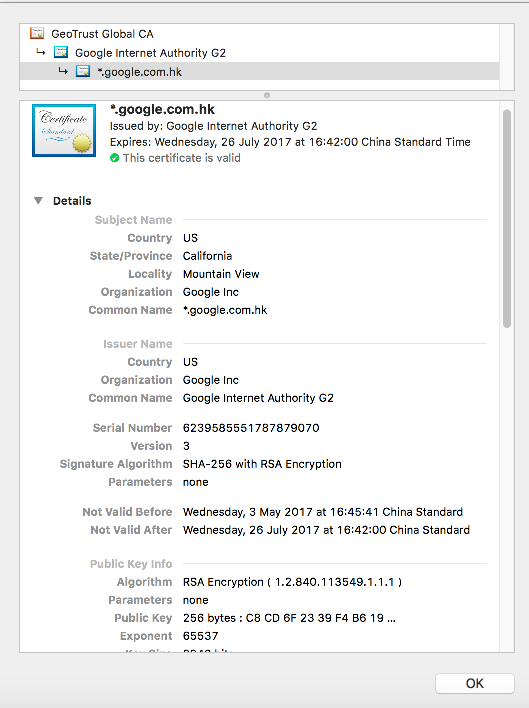 GeoTrust Global CA
Google Internet Authority G2
*.google.com.hk
Certificate
Standard
*.google.com.hk
Issued by: Google Internet Authority G2
Expires: Wednesday, 26 July 2017 at 16:42:00 China Standard Time
This certificate is valid
Details
Subject Name
Country US
State/Province California
Locality Mountain View
Organization Google Inc
Common Name *.google.com.hk
Issuer Name
Country US
Organization Google Inc
Common Name Google Internet Authority G2
Serial Number 6239585551787879070
Version 3
Signature Algorithm SHA-256 with RSA Encryption
Parameters none
Not Valid Before Wednesday, 3 May 2017 at 16:45:41 China Standard
Not Valid After Wednesday, 26 July 2017 at 16:42:00 China Standard
Public Key Info
Algorithm RSA Encryption ( 1.2.840.113549.1.1.1 )
Parameters none
Public Key 256 bytes : C8 CD 6F 23 39 F4 B6 19 ...
Exponent 65537
OK